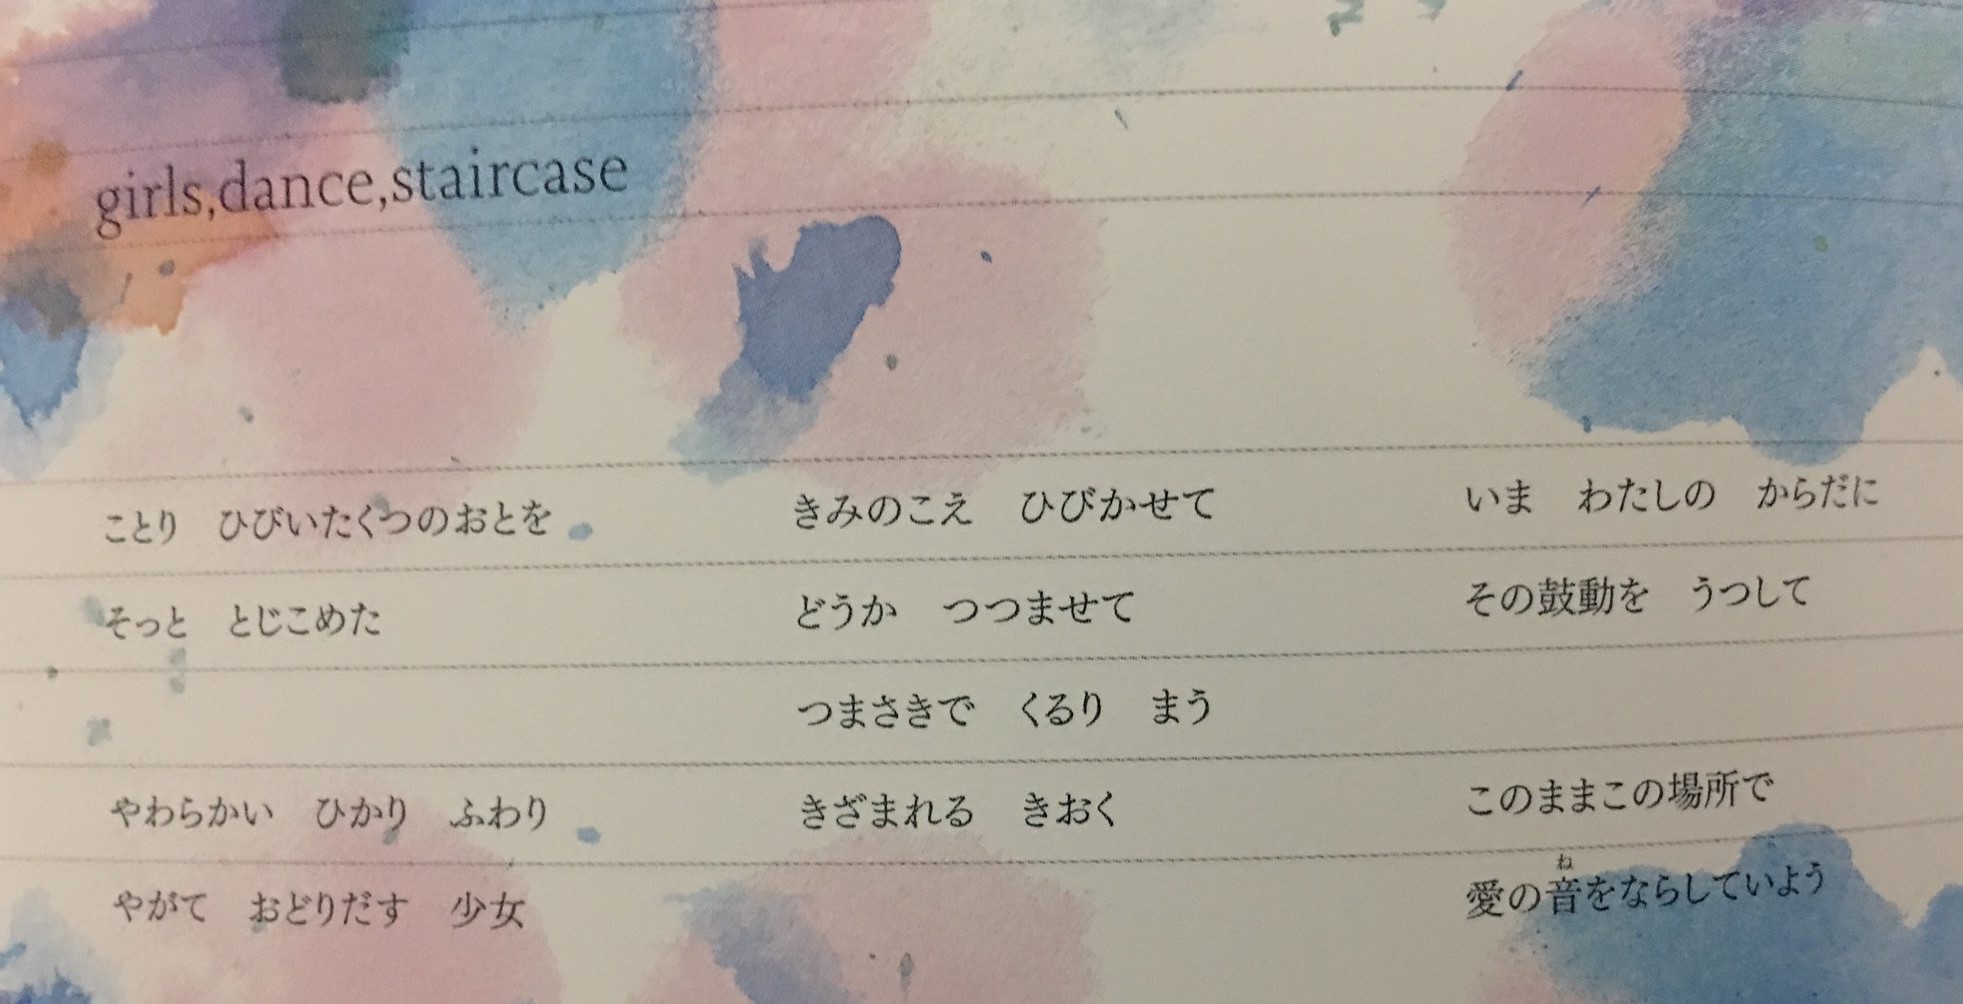 girls,dance,staircase
ことり　ひびいたくつのおとを
そっと　とじこめた
やわらかい　ひかり　ふわり
やがて　おどりだす　少女
きみのこえ　ひびかせて
どうか　つつませて
つまさきで　くるり　まう
きざまれる　きおく
いま　わたしの　からだに
その鼓動を　うつして
このままこの場所で
ね
愛の音をならしていよう